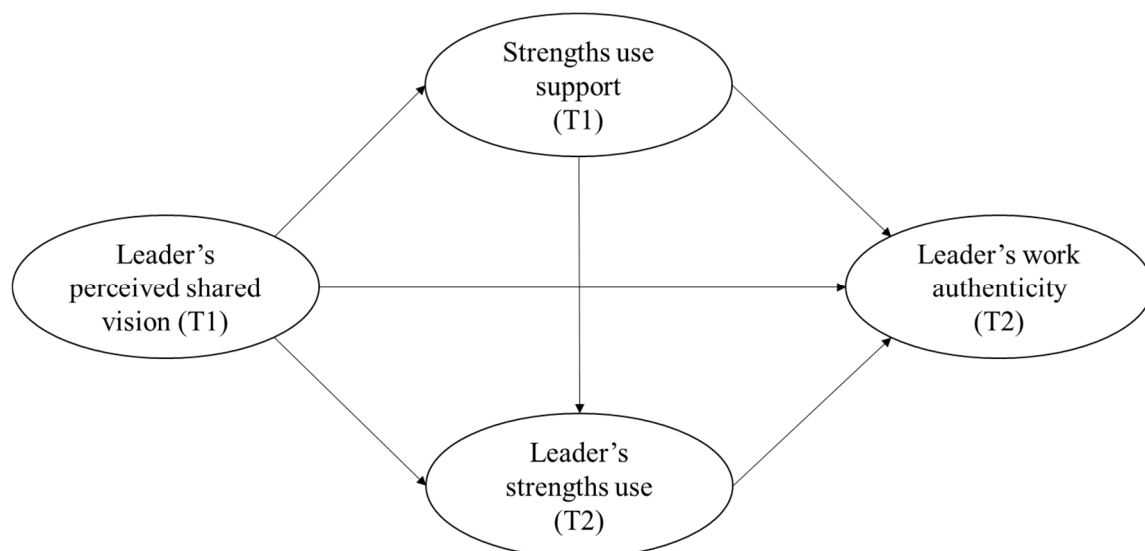 Strengths use
support
(T1)
Leader’s
perceived shared
vision (T1)
Leader’s work
authenticity
(T2)
Leader’s
strengths use
(T2)